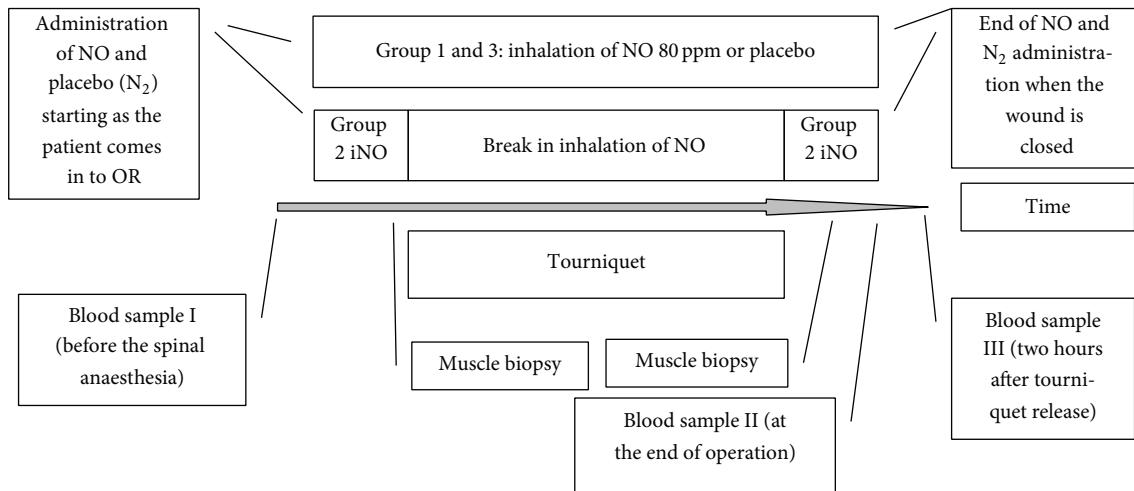 Administration
of NO and
placebo (N₂)
starting as the
patient comes
in to OR
Group 1 and 3: inhalation of NO 80 ppm or placebo
End of NO and
N₂ administra-
tion when the
wound is
closed
Group
2 iNO
Break in inhalation of NO
Group
2 iNO
Time
Tourniquet
Blood sample I
(before the spinal
anaesthesia)
Muscle biopsy
Muscle biopsy
Blood sample II (at
the end of operation)
Blood sample
III (two hours
after tourni-
quet release)